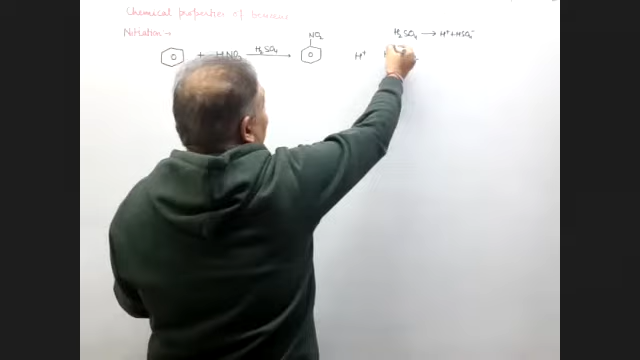 Chemical properties of benzene
Nitration →
H₂SO₄ → H⁺ + HSO₄⁻
+ HNO₃ H₂SO₄ → NO₂
H⁺